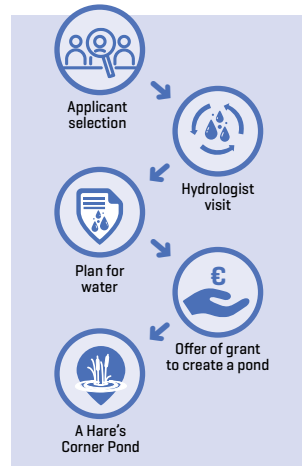 Applicant
selection
Hydrologist
visit
Plan for
water
€
Offer of grant
to create a pond
A Hare's
Corner Pond